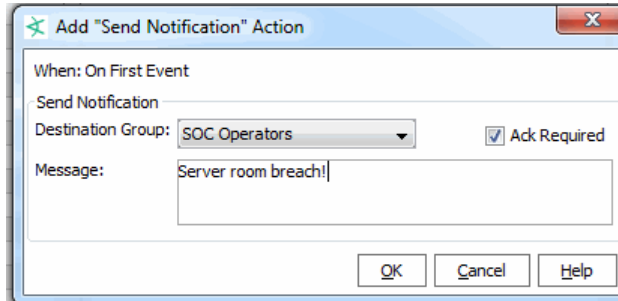 Add "Send Notification" Action
When: On First Event
Send Notification
Destination Group: SOC Operators Ack Required
Message: Server room breach!
OK Cancel Help